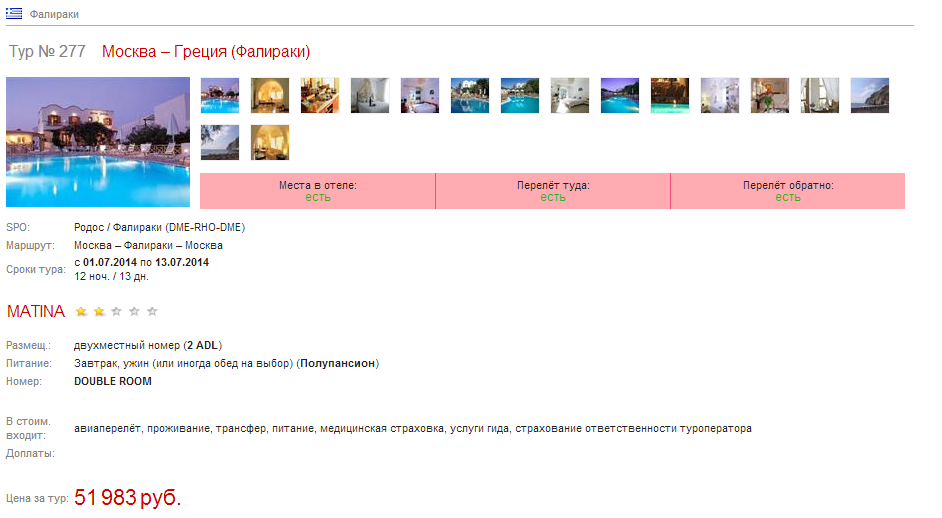 Фалираки
Тур № 277 Москва – Греция (Фалираки)
Места в отеле: Перелёт туда: Перелёт обратно:
есть есть есть
SPO: Родос / Фалираки (DME-RHO-DME)
Маршрут: Москва – Фалираки – Москва
Сроки тура: с 01.07.2014 по 13.07.2014
12 ноч. / 13 дн.
MATINA
Размещ.: двухместный номер (2 ADL)
Питание: Завтрак, ужин (или иногда обед на выбор) (Полупансион)
Номер: DOUBLE ROOM
В стоим.
входит: авиаперелёт, проживание, трансфер, питание, медицинская страховка, услуги гида, страхование ответственности туроператора
Доплаты:
Цена за тур: 51 983 руб.